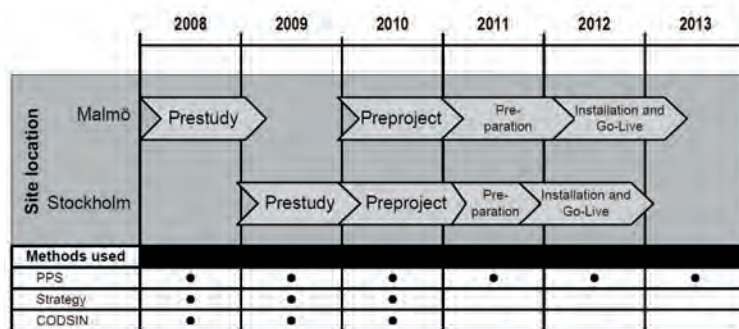 2008 2009 2010 2011 2012 2013
Site location
Malmö Prestudy Preproject Pre-
paration Installation and
Go-Live
Stockholm Prestudy Preproject Pre-
paration Installation and
Go-Live
Methods used
PPS • • • • • •
Strategy • • •
CODSIN • • •